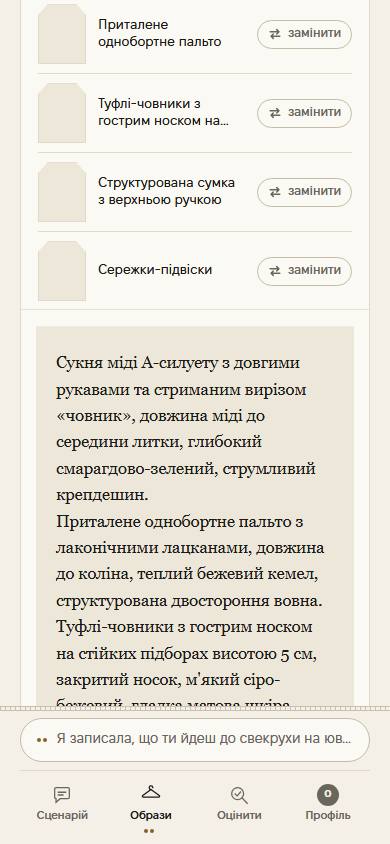 Приталене
однобортне пальто
замінити
Туфлі-човники з
гострим носком на...
замінити
Структурована сумка
з верхньою ручкою
замінити
Сережки-підвіски
замінити
Сукня міді А-силуету з довгими
рукавами та стриманим вирізом
«човник», довжина міді до
середини литки, глибокий
смарагдово-зелений, струмливий
крепдешин.
Приталене однобортне пальто з
лаконічними лацканами, довжина
до коліна, теплий бежевий кемел,
структурована двостороння вовна.
Туфлі-човники з гострим носком
на стійких підборах висотою 5 см,
закритий носок, м'який сіро-
бежевий, гладка матова шкіра
Я записала, що ти йдеш до свекрухи на юв...
Сценарій
Образи
Оцінити
О
Профіль